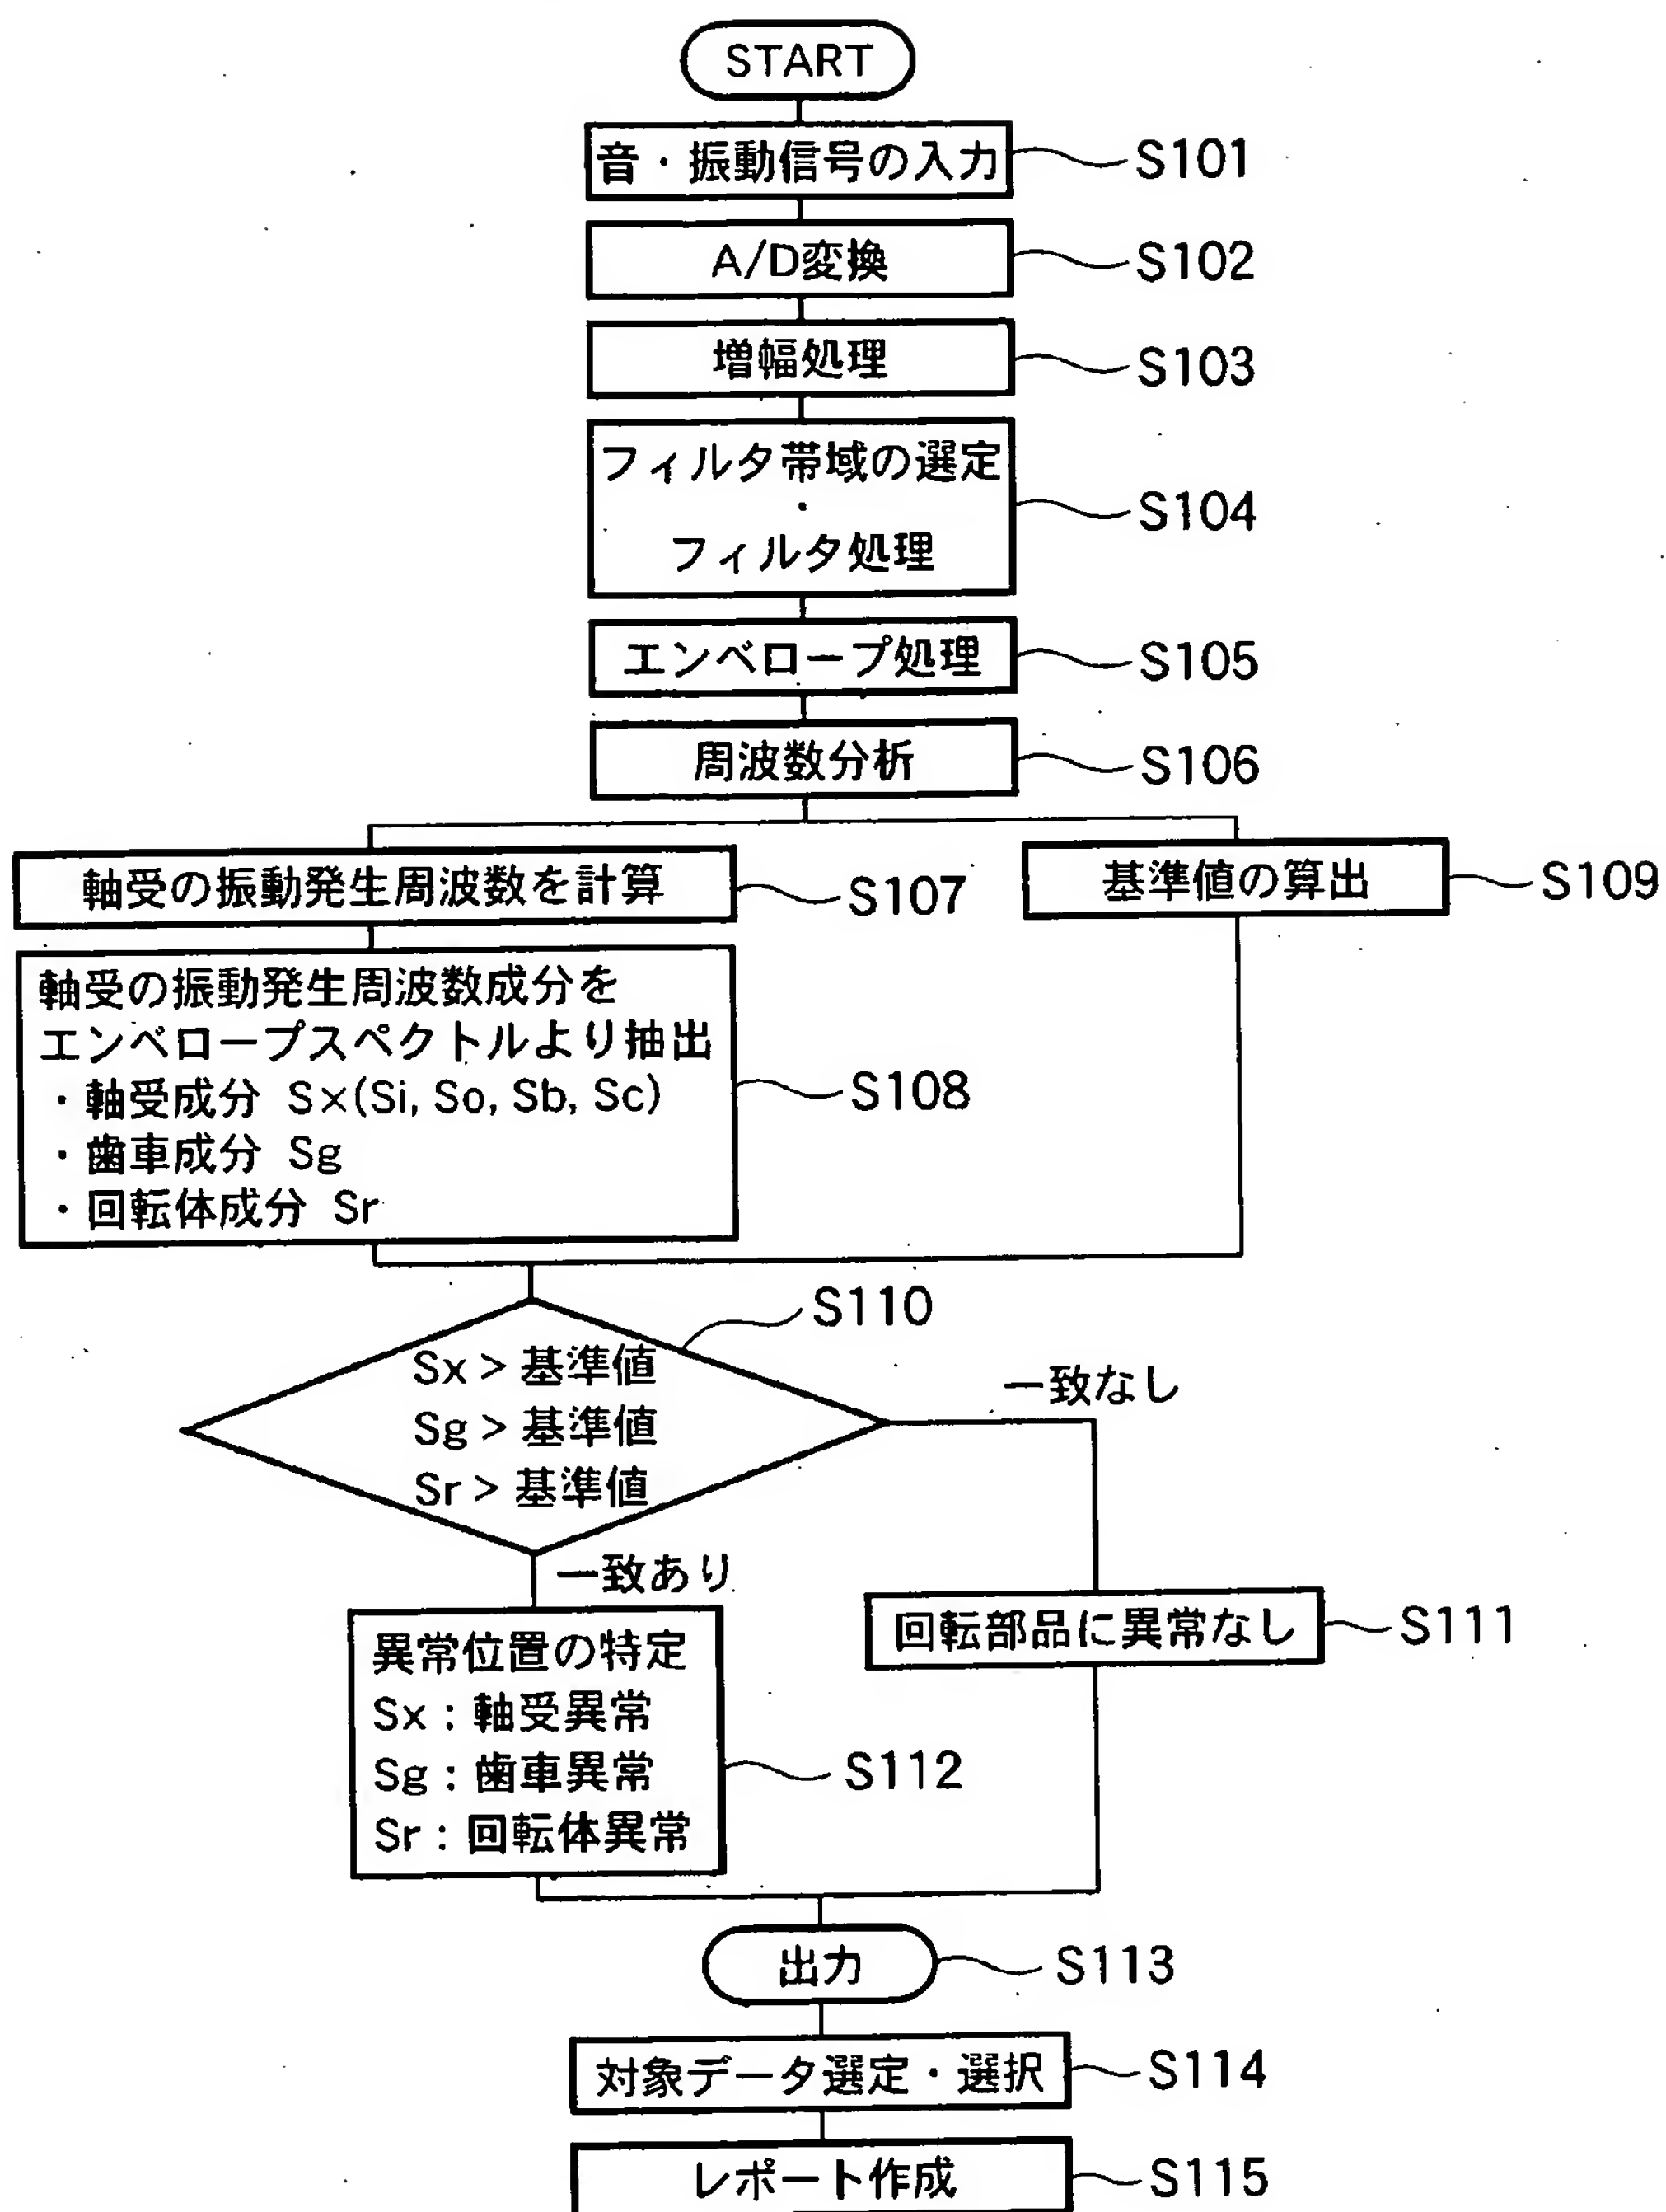 START
音・振動信号の入力
S101
A/D変換
S102
増幅処理
S103
フィルタ帯域の選定
・
フィルタ処理
S104
エンベロープ処理
S105
周波数分析
S106
軸受の振動発生周波数を計算
S107
基準値の算出
S109
軸受の振動発生周波数成分を
エンベロープスペクトルより抽出
・軸受成分 S×(Si, So, Sb, Sc)
・歯車成分 Sg
・回転体成分 Sr
S108
S110
Sx > 基準値
Sg > 基準値
Sr > 基準値
一致なし
一致あり
回転部品に異常なし
S111
異常位置の特定
Sx : 軸受異常
Sg : 歯車異常
Sr : 回転体異常
S112
出力
S113
対象データ選定・選択
S114
レポート作成
S115